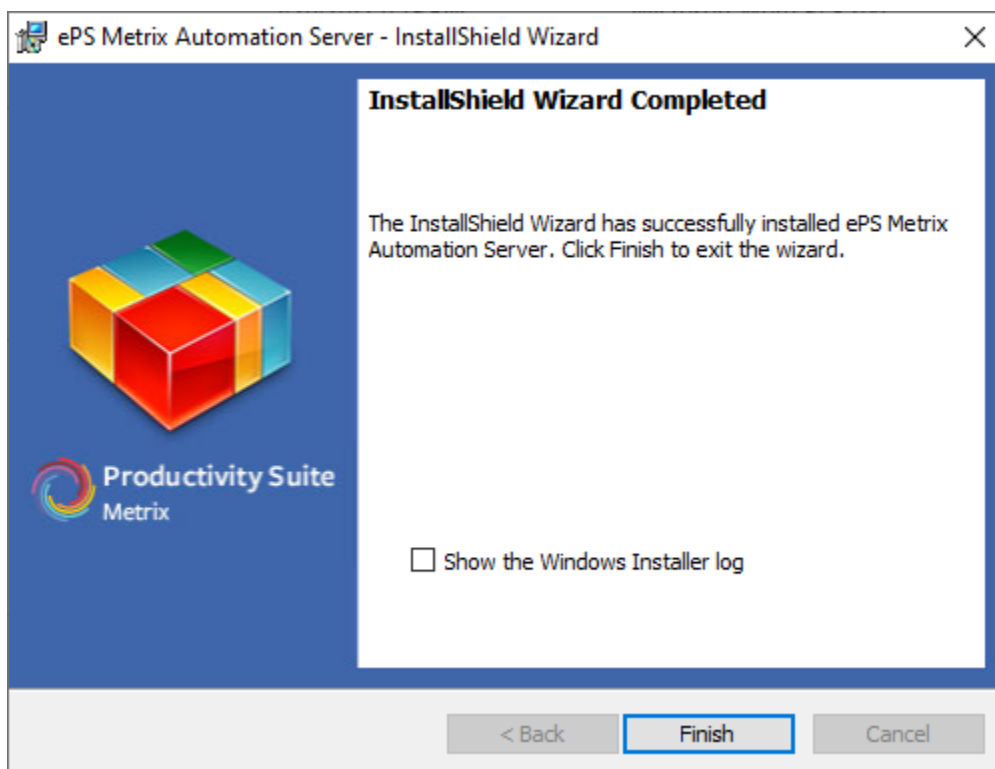 ePS Metrix Automation Server - InstallShield Wizard
InstallShield Wizard Completed
The InstallShield Wizard has successfully installed ePS Metrix
Automation Server. Click Finish to exit the wizard.
Productivity Suite
Metrix
Show the Windows Installer log
< Back
Finish
Cancel